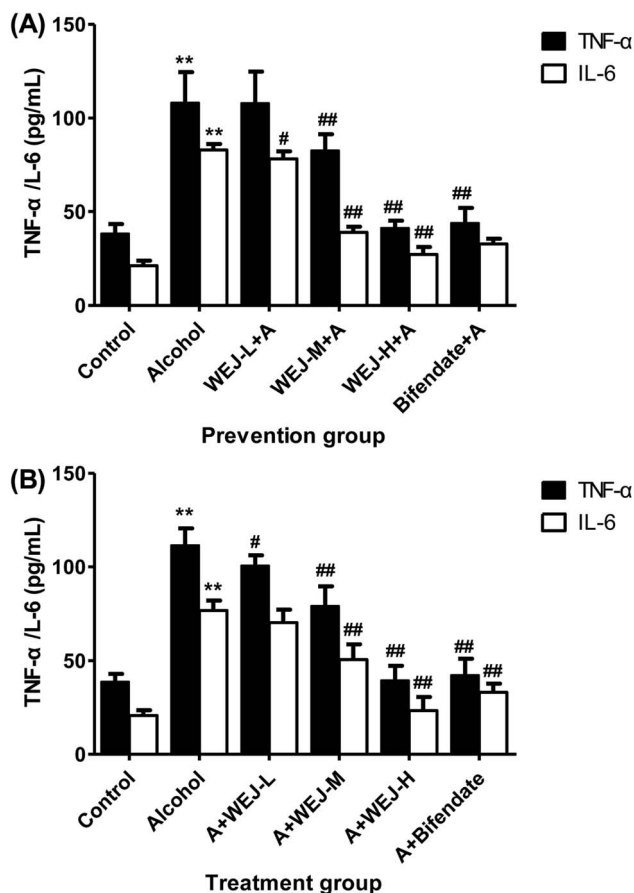 (A)
150
100
50
0
TNF-α /L-6 (pg/mL)
TNF-α
IL-6
**
**
#
##
##
##
##
##
Control
Alcohol
WEJ-L+A
WEJ-M+A
WEJ-H+A
Bifendate+A
Prevention group
(B)
150
100
50
0
TNF-α /L-6 (pg/mL)
TNF-α
IL-6
**
**
#
##
##
##
##
##
##
Control
Alcohol
A+WEJ-L
A+WEJ-M
A+WEJ-H
A+Bifendate
Treatment group